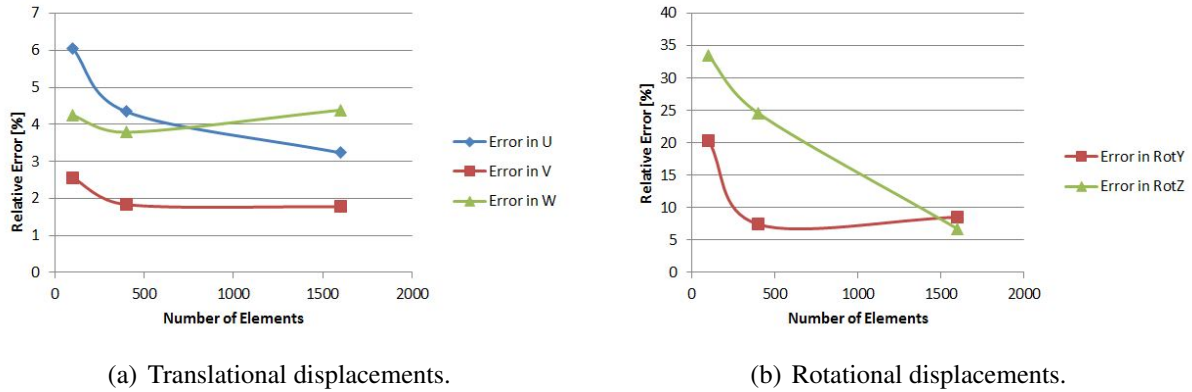 7
6
5
4
3
2
1
0
Relative Error [%]
0 500 1000 1500 2000
Number of Elements
Error in U
Error in V
Error in W
(a) Translational displacements.
40
35
30
25
20
15
10
5
0
Relative Error [%]
0 500 1000 1500 2000
Number of Elements
Error in RotY
Error in RotZ
(b) Rotational displacements.